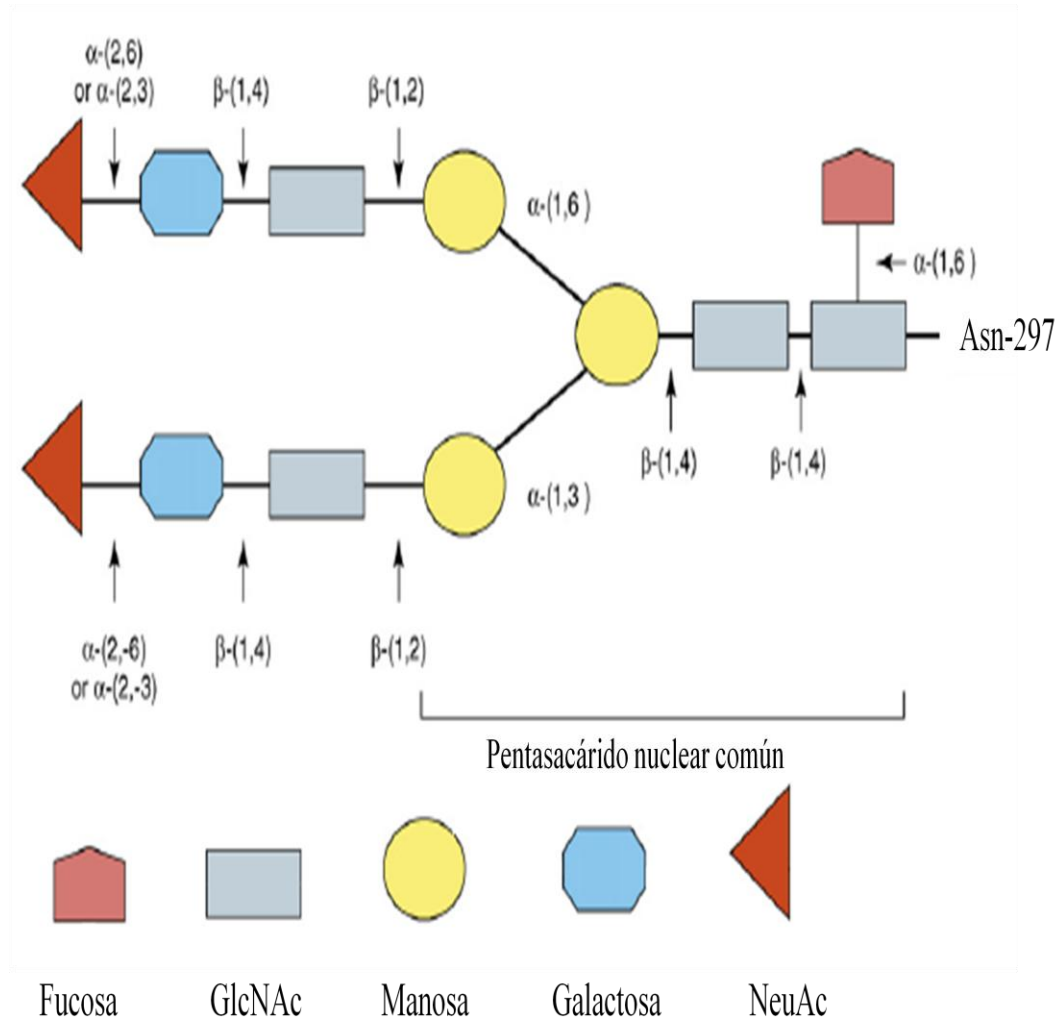 α-(2,6)
or α-(2,3)
β-(1,4)
β-(1,2)
α-(1,6 )
α-(1,6 )
Asn-297
β-(1,4)
β-(1,4)
α-(1,3 )
α-(2,-6)
or α-(2,-3)
β-(1,4)
β-(1,2)
Pentasacárido nuclear común
Fucosa
GlcNAc
Manosa
Galactosa
NeuAc